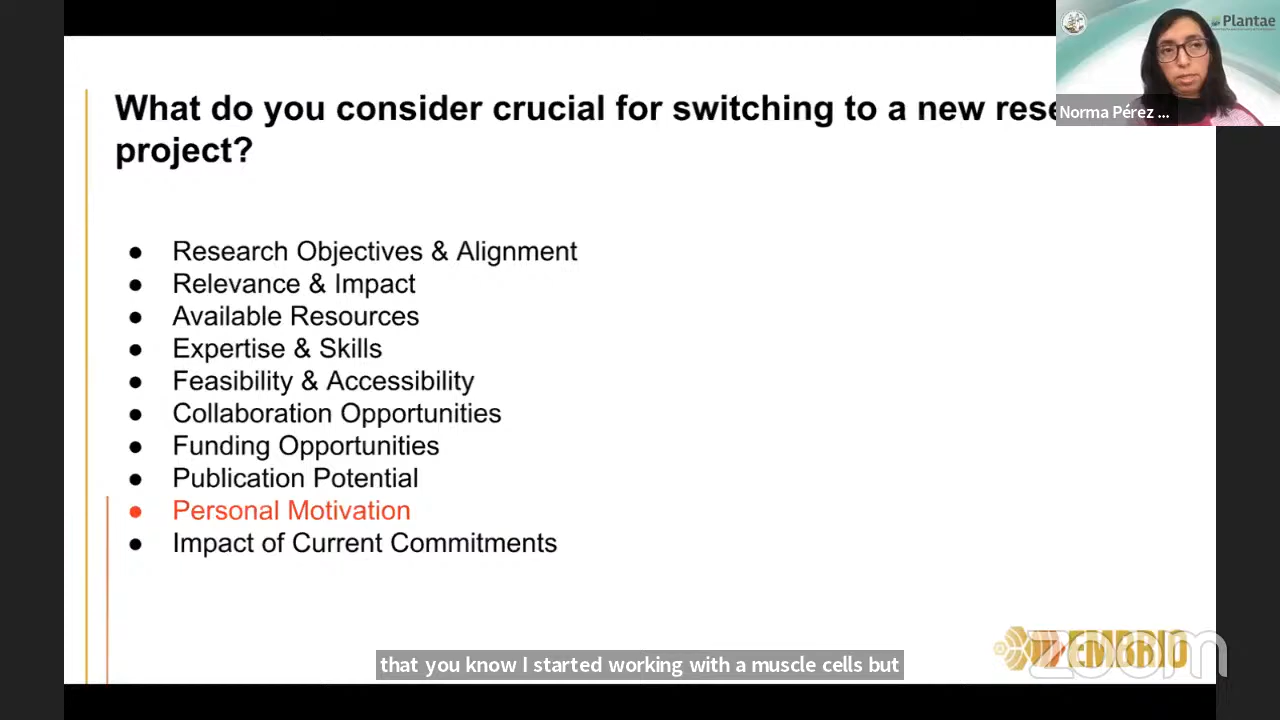 Plantae
Norma Pérez ...
What do you consider crucial for switching to a new rese
project?
● Research Objectives & Alignment
● Relevance & Impact
● Available Resources
● Expertise & Skills
● Feasibility & Accessibility
● Collaboration Opportunities
● Funding Opportunities
● Publication Potential
● Personal Motivation
● Impact of Current Commitments
EMBRIO
zoom
that you know I started working with a muscle cells but